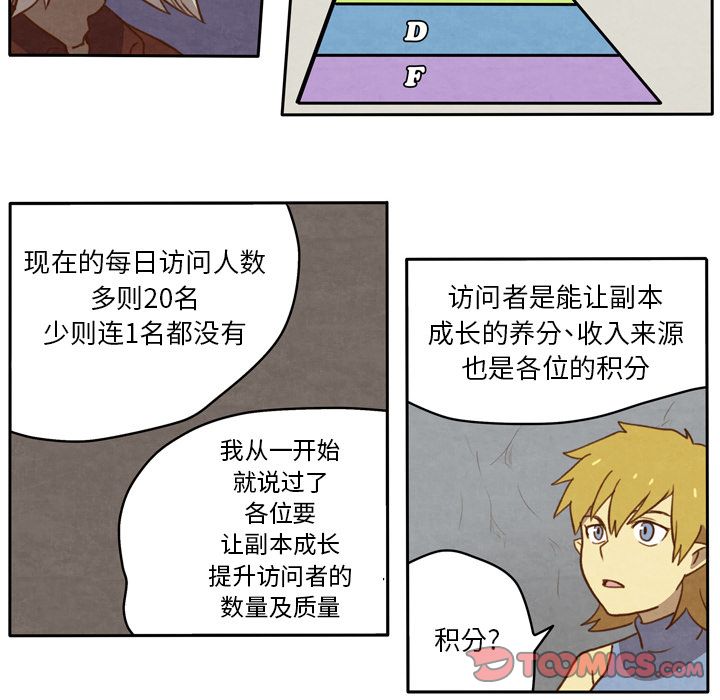 D
F
现在的每日访问人数
多则20名
少则连1名都没有
我从一开始
就说过了
各位要
让副本成长
提升访问者的
数量及质量
访问者是能让副本
成长的养分、收入来源
也是各位的积分
积分?
TOOMICS.COM